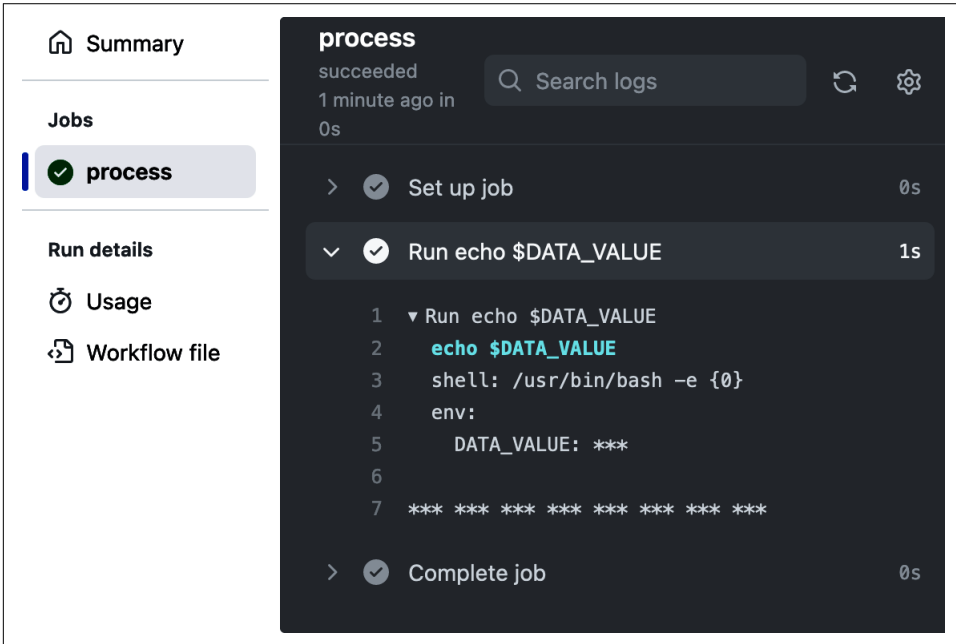 Summary
Jobs
process
Run details
Usage
Workflow file
process
succeeded
1 minute ago in
0s
Search logs
Set up job 0s
Run echo $DATA_VALUE 1s
1 ▼ Run echo $DATA_VALUE
2 echo $DATA_VALUE
3 shell: /usr/bin/bash -e {0}
4 env:
5 DATA_VALUE: ***
6
7 *** *** *** *** *** *** *** ***
Complete job 0s